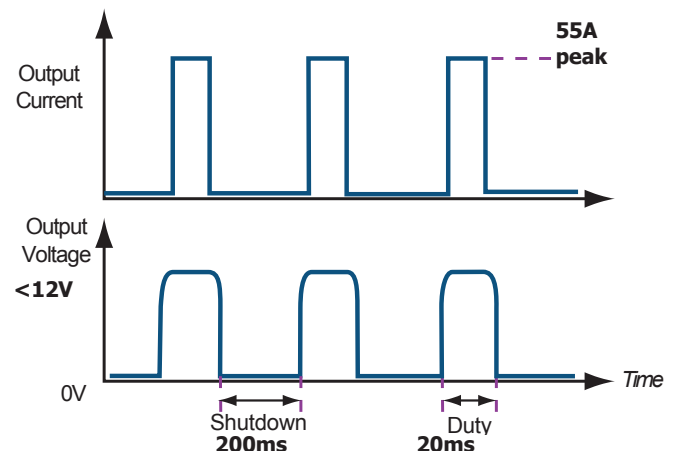 55A
peak
Output
Current
Output
Voltage
<12V
0V
Time
Shutdown
200ms
Duty
20ms